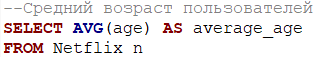 --Средний возраст пользователей
SELECT AVG(age) AS average_age
FROM Netflix n